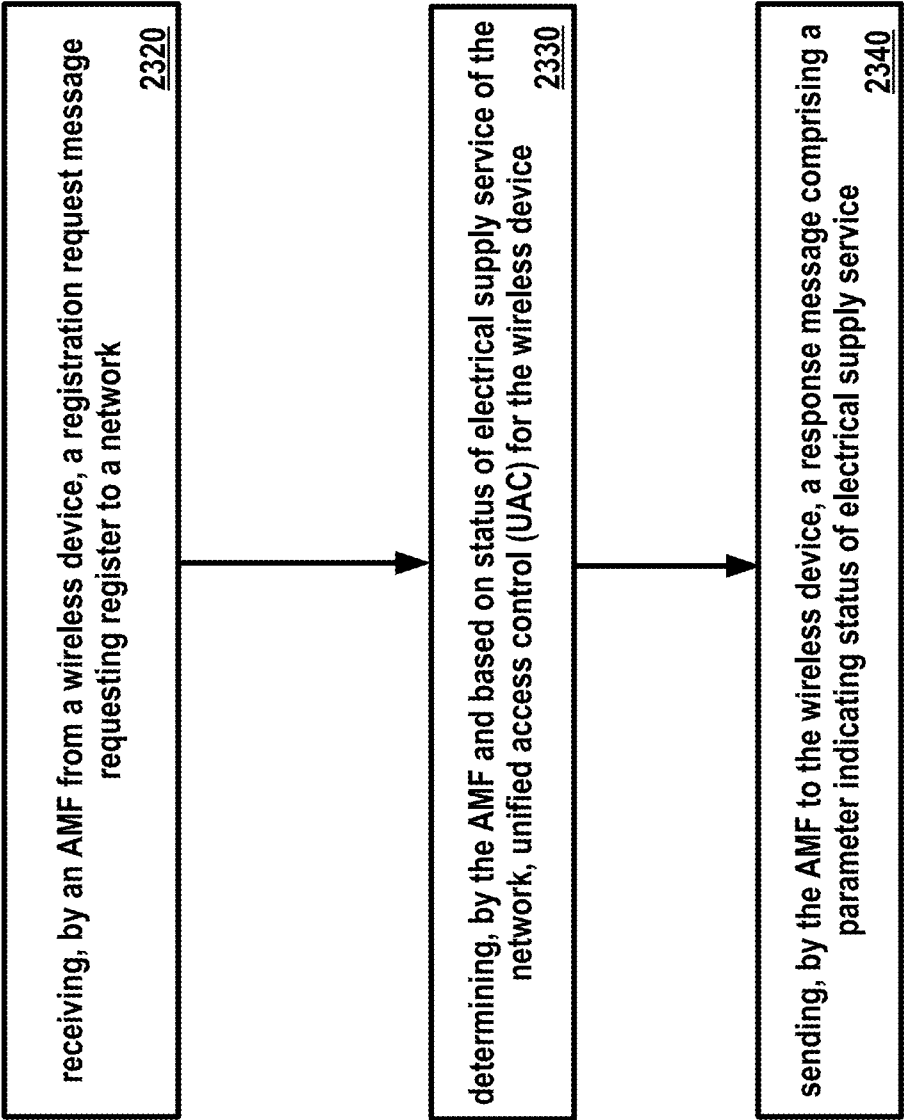 receiving, by an AMF from a wireless device, a registration request message
requesting register to a network
2320
determining, by the AMF and based on status of electrical supply service of the
network, unified access control (UAC) for the wireless device
2330
sending, by the AMF to the wireless device, a response message comprising a
parameter indicating status of electrical supply service
2340